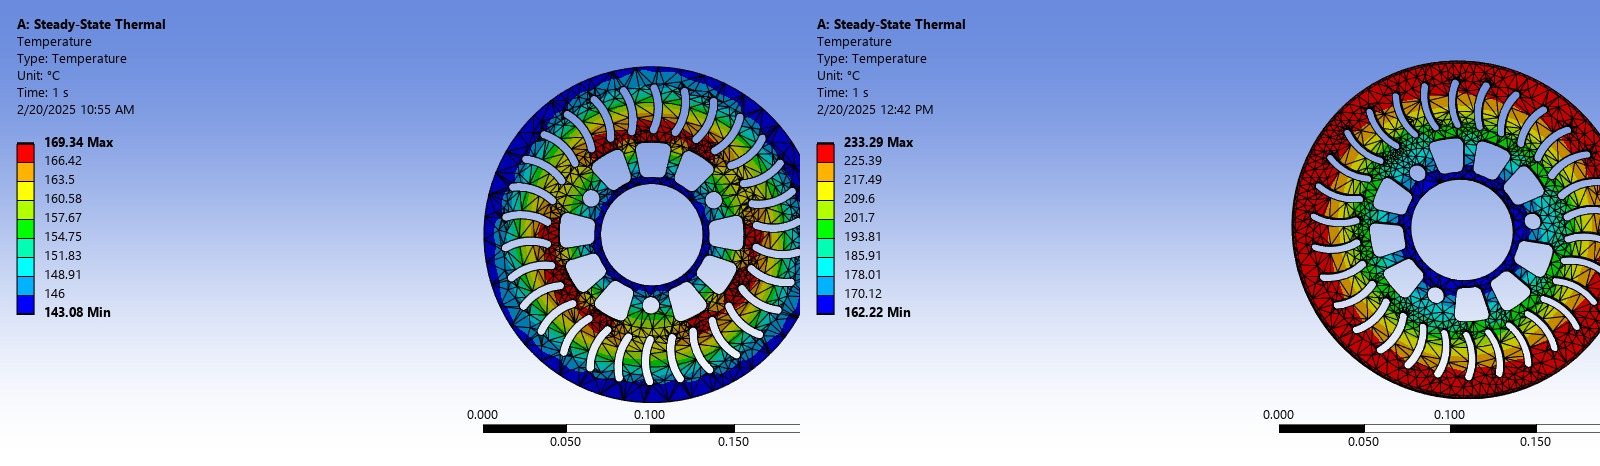 A: Steady-State Thermal
Temperature
Type: Temperature
Unit: °C
Time: 1 s
2/20/2025 10:55 AM
169.34 Max
166.42
163.5
160.58
157.67
154.75
151.83
148.91
146
143.08 Min
0.000
0.100
0.050
0.150
A: Steady-State Thermal
Temperature
Type: Temperature
Unit: °C
Time: 1 s
2/20/2025 12:42 PM
233.29 Max
225.39
217.49
209.6
201.7
193.81
185.91
178.01
170.12
162.22 Min
0.000
0.100
0.050
0.150